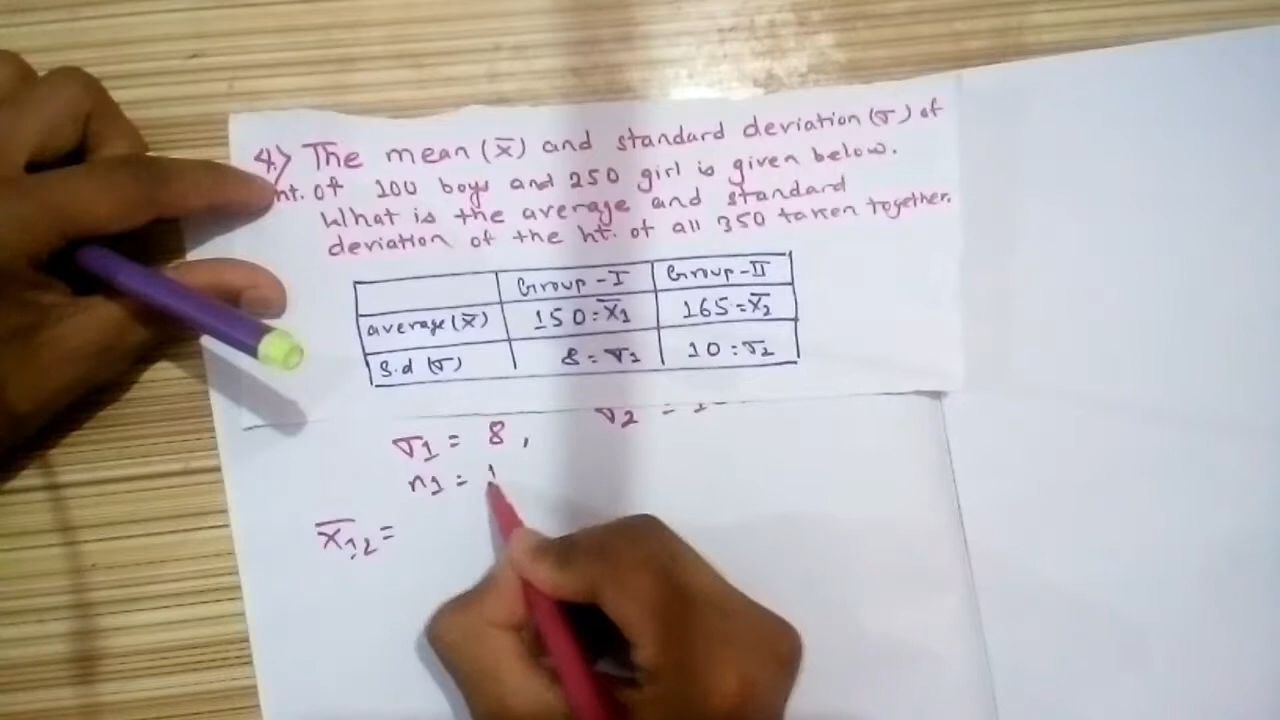 4.> The mean (x̄) and standard deviation (σ) of
ht. of 100 boys and 250 girl is given below.
What is the average and standard
deviation of the ht. of all 350 taken together.
Group - I Group - II
average (x̄) 150 = x̄1 165 = x̄2
S.d (σ) 8 = σ1 10 = σ2
σ1 = 8, σ2 =
n1 = 1
x̄12 =